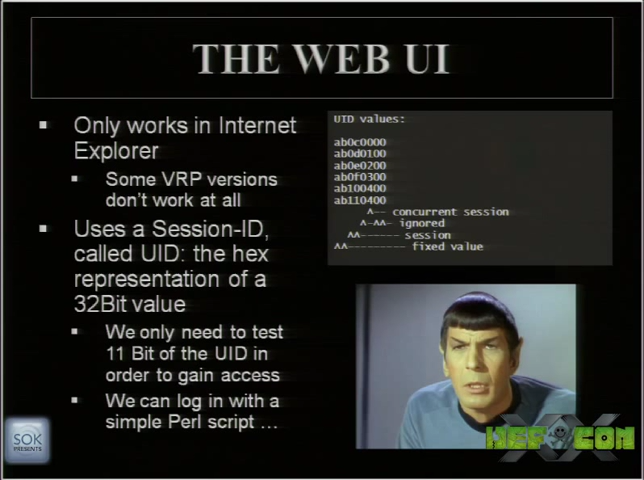 THE WEB UI
Only works in Internet
Explorer
Some VRP versions
don't work at all
Uses a Session-ID,
called UID: the hex
representation of a
32Bit value
We only need to test
11 Bit of the UID in
order to gain access
We can log in with a
simple Perl script ...
UID values:
ab0c0000
ab0d0100
ab0e0200
ab0f0300
ab100400
ab110400
^-- concurrent session
^-^^- ignored
^^------ session
^^---------- fixed value
SOK
PRESENTS
XX
DEFCON